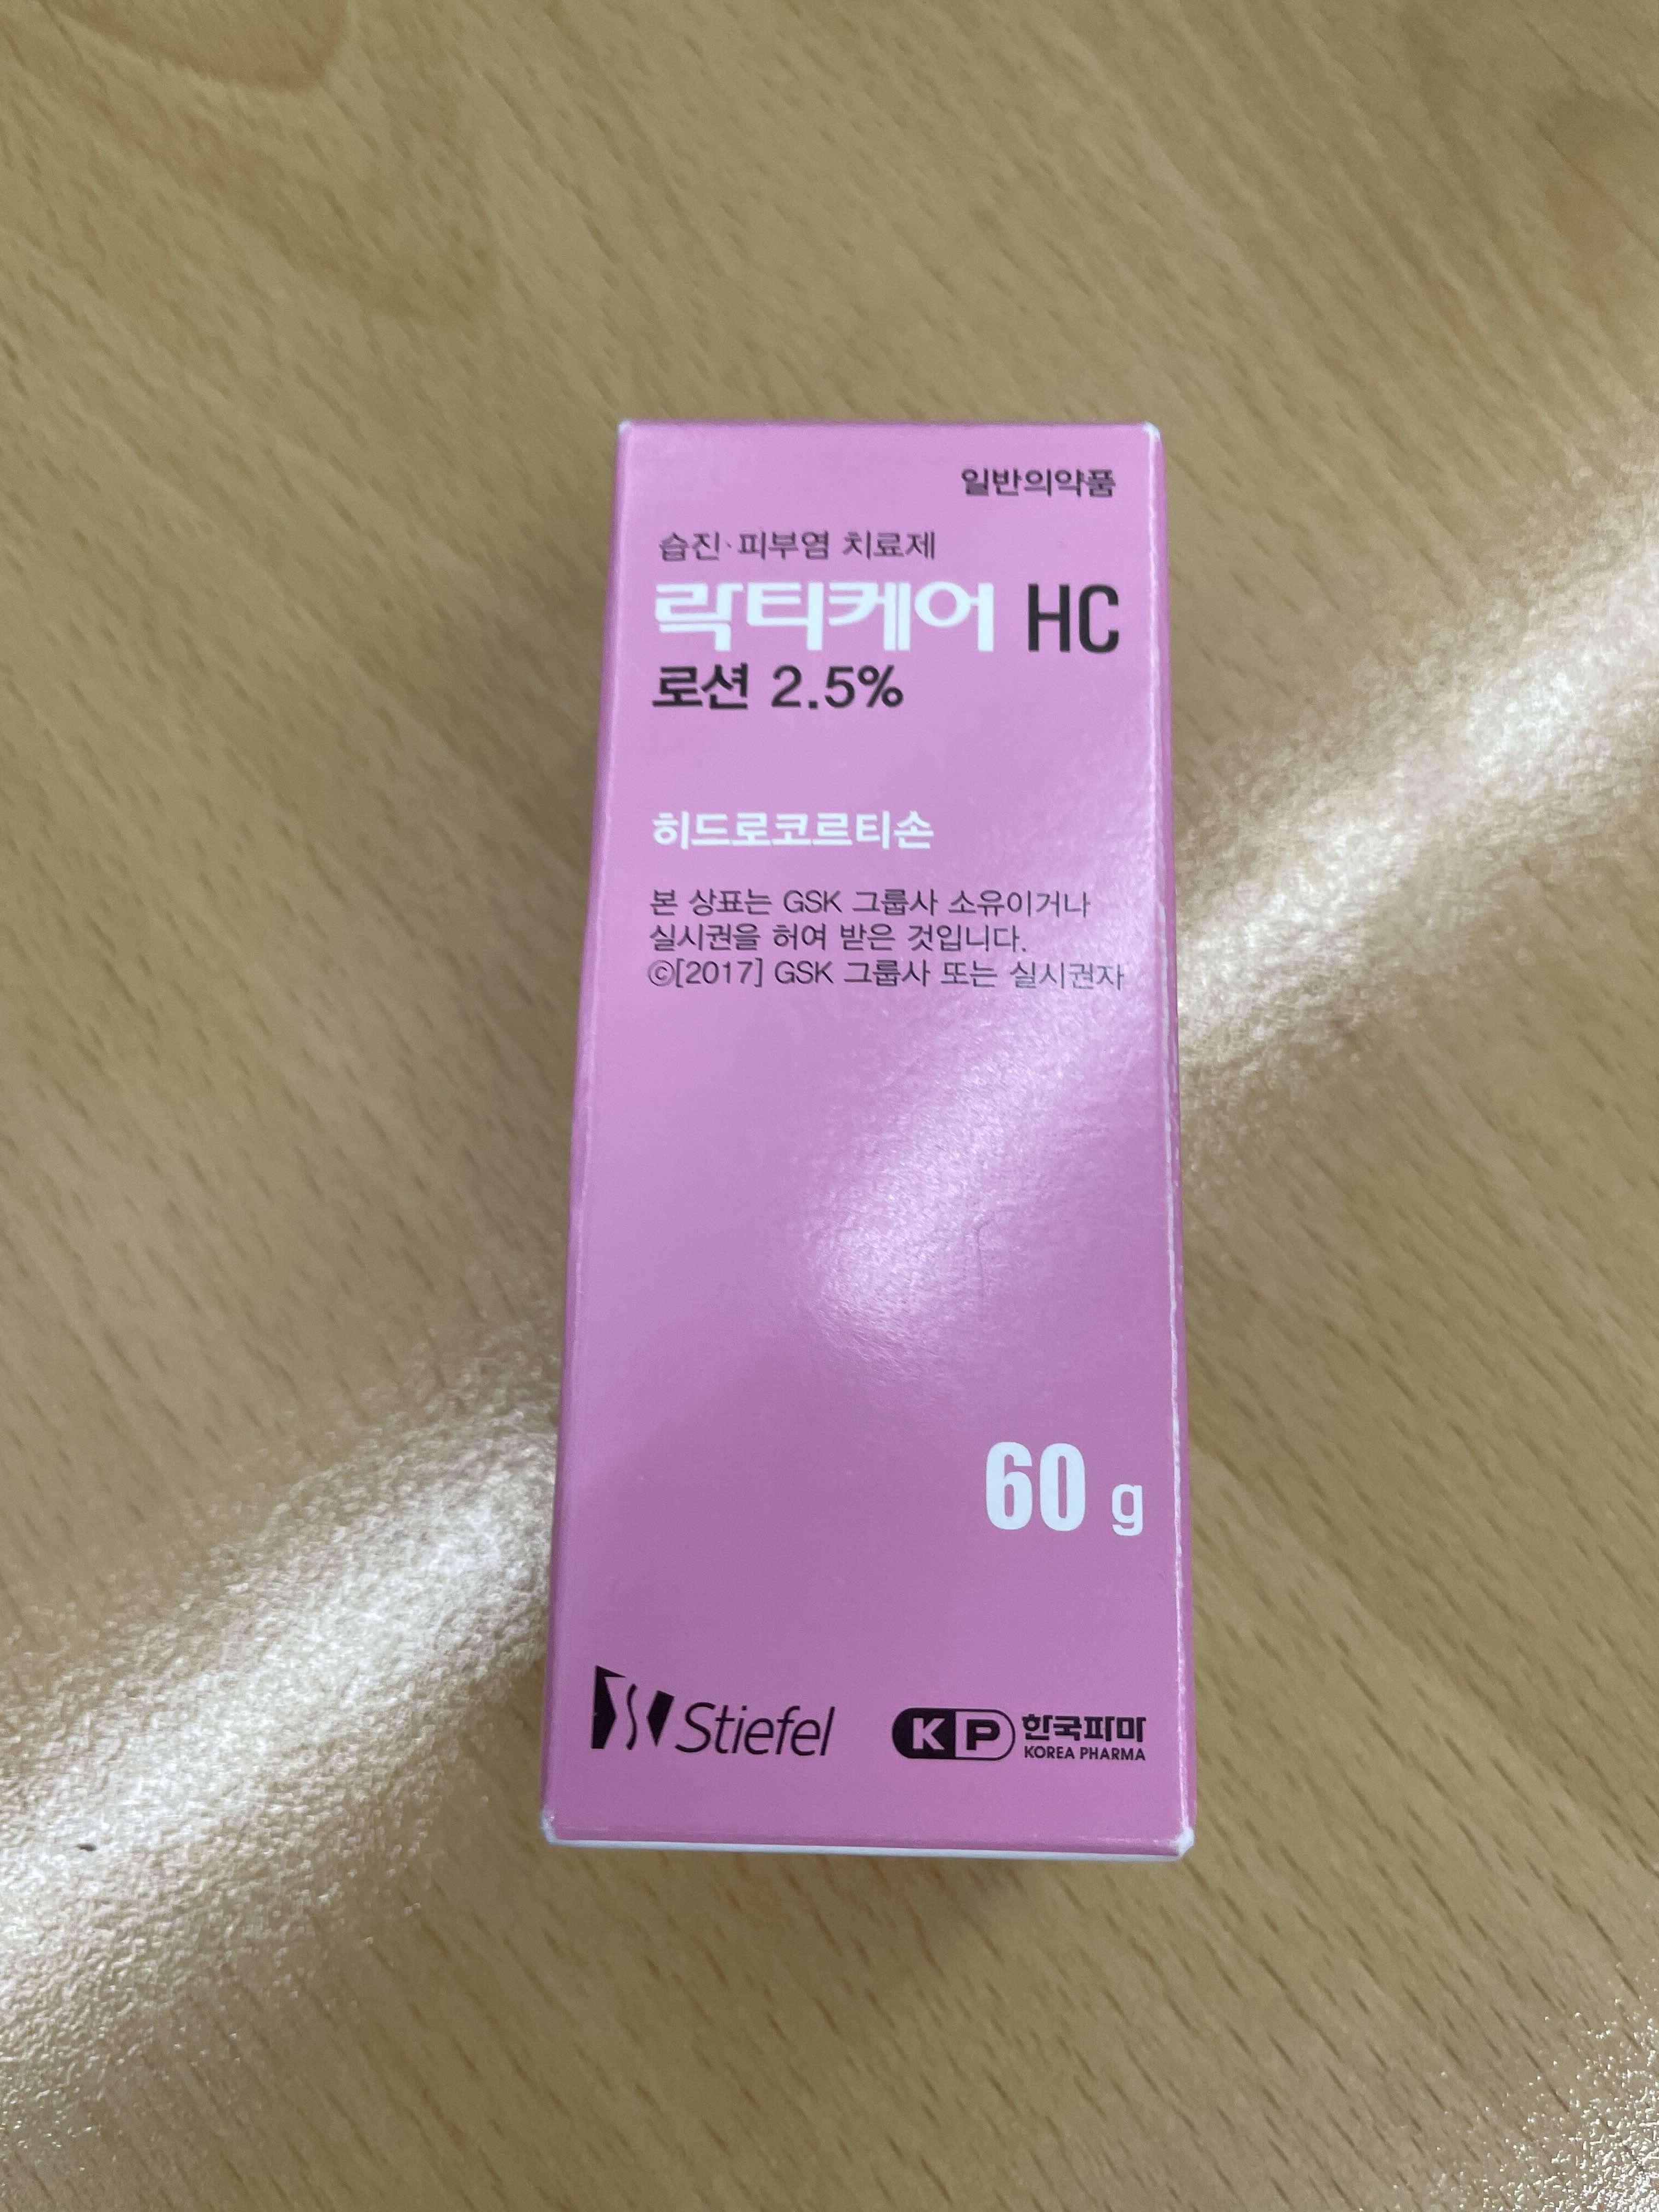 일반의약품
습진·피부염 치료제
락티케어 HC
로션 2.5%
히드로코르티손
본 상표는 GSK 그룹사 소유이거나
실시권을 허여 받은 것입니다.
©[2017] GSK 그룹사 또는 실시권자
60 g
Stiefel
KP 한국파마
KOREA PHARMA